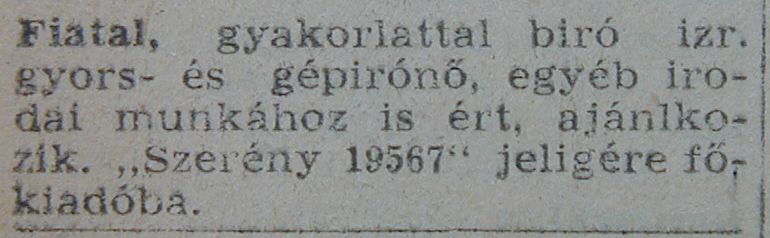 Fiatal, gyakorlattal biró izr.
gyors- és gépirónő, egyéb iro-
dai munkához is ért, ajánlko-
zik. „Szerény 19567“ jeligére fő-
kiadóba.